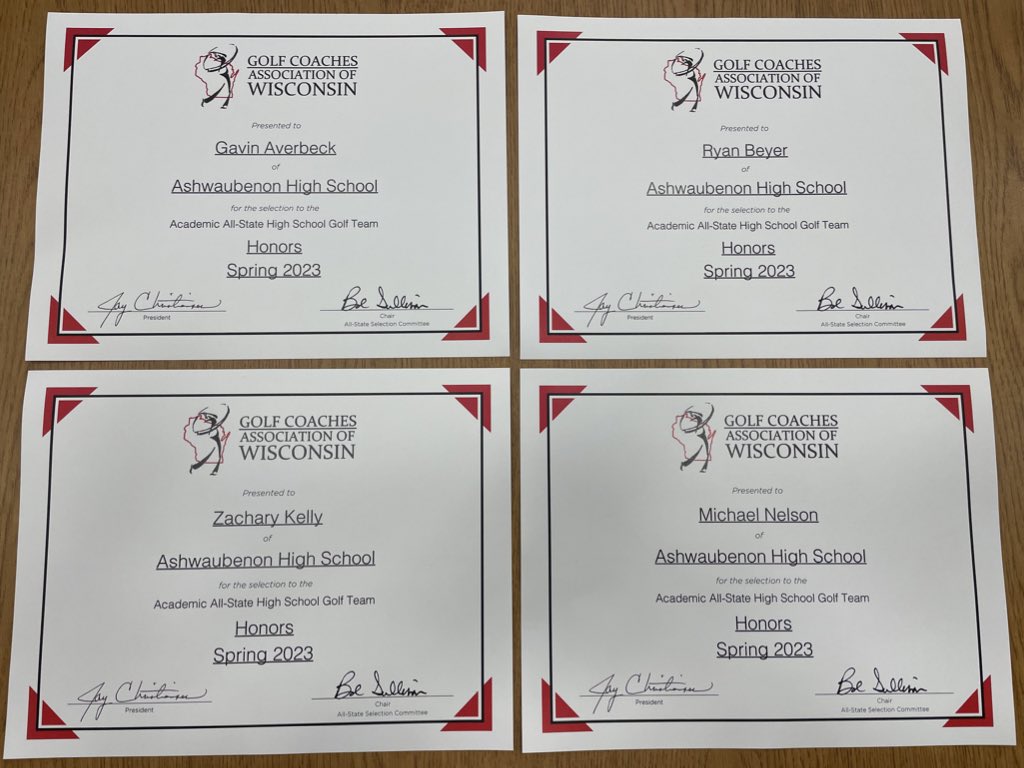 GOLF COACHES
ASSOCIATION OF
WISCONSIN
Presented to
Gavin Averbeck
of
Ashwaubenon High School
for the selection to the
Academic All-State High School Golf Team
Honors
Spring 2023
President
Chair
All-State Selection Committee
GOLF COACHES
ASSOCIATION OF
WISCONSIN
Presented to
Ryan Beyer
of
Ashwaubenon High School
for the selection to the
Academic All-State High School Golf Team
Honors
Spring 2023
President
Chair
All-State Selection Committee
GOLF COACHES
ASSOCIATION OF
WISCONSIN
Presented to
Zachary Kelly
of
Ashwaubenon High School
for the selection to the
Academic All-State High School Golf Team
Honors
Spring 2023
President
Chair
All-State Selection Committee
GOLF COACHES
ASSOCIATION OF
WISCONSIN
Presented to
Michael Nelson
of
Ashwaubenon High School
for the selection to the
Academic All-State High School Golf Team
Honors
Spring 2023
President
Chair
All-State Selection Committee